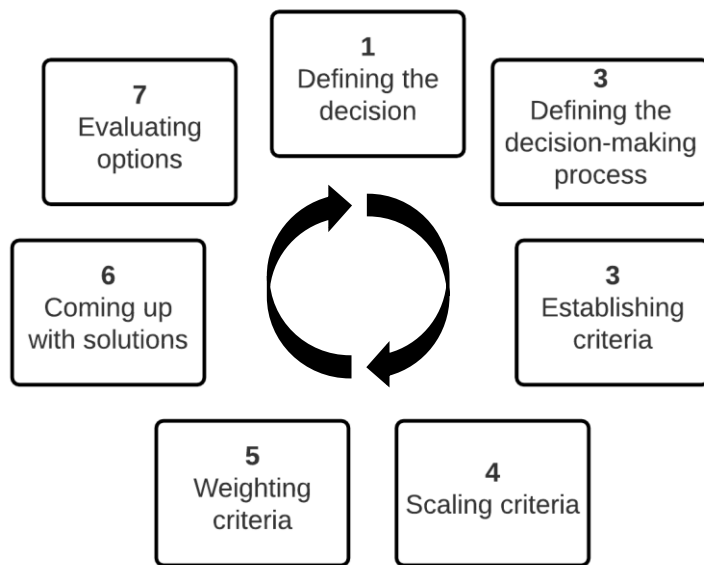 1
Defining the
decision
3
Defining the
decision-making
process
3
Establishing
criteria
4
Scaling criteria
5
Weighting
criteria
6
Coming up
with solutions
7
Evaluating
options